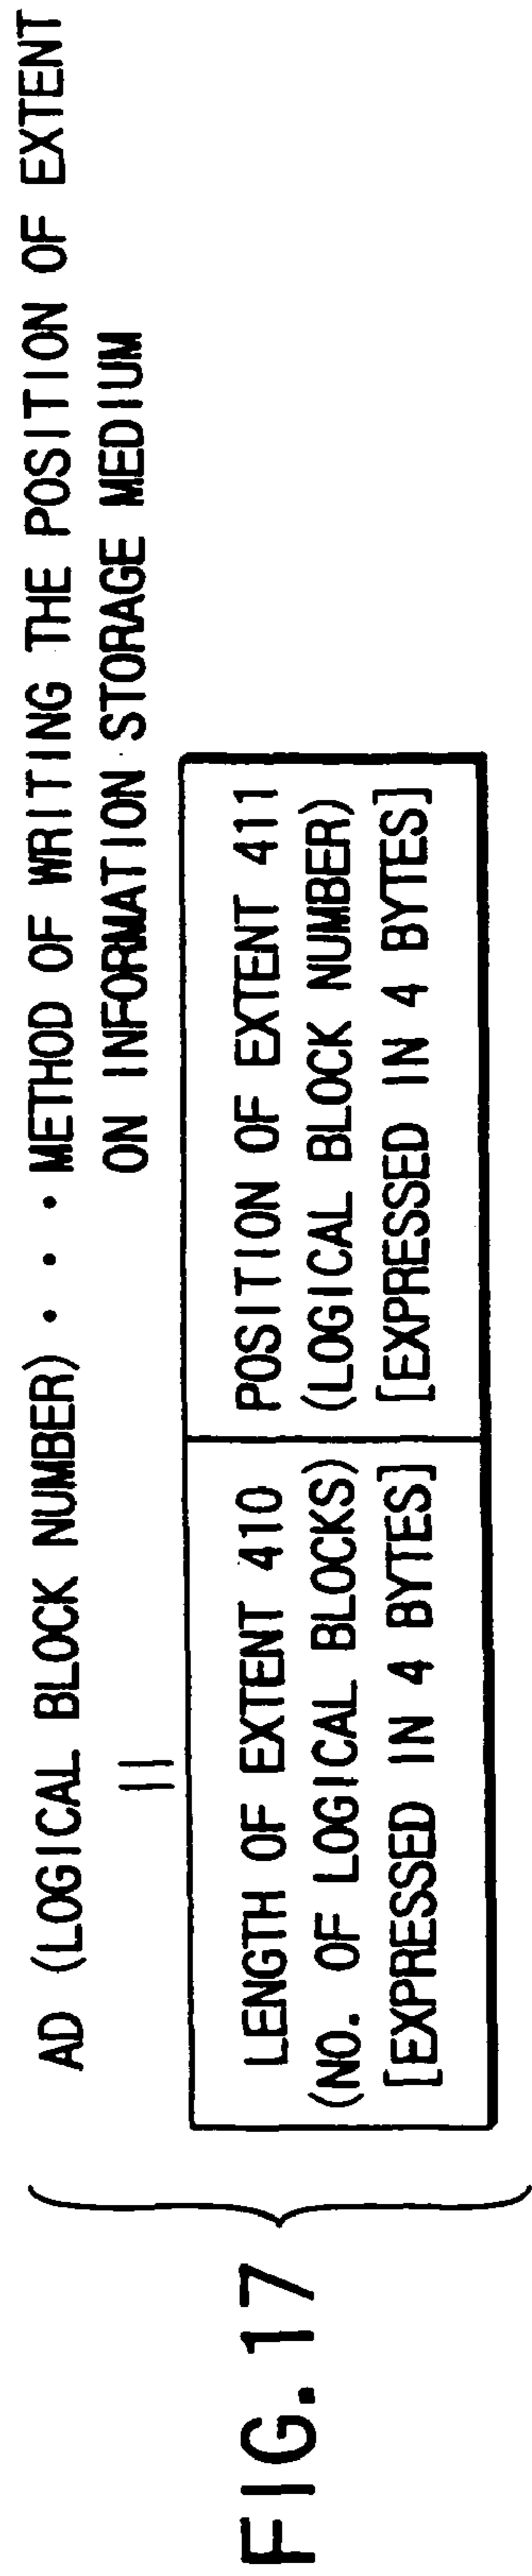 AD (LOGICAL BLOCK NUMBER) • • • METHOD OF WRITING THE POSITION OF EXTENT
ON INFORMATION STORAGE MEDIUM
||
LENGTH OF EXTENT 410
(NO. OF LOGICAL BLOCKS)
[EXPRESSED IN 4 BYTES]
POSITION OF EXTENT 411
(LOGICAL BLOCK NUMBER)
[EXPRESSED IN 4 BYTES]
FIG. 17